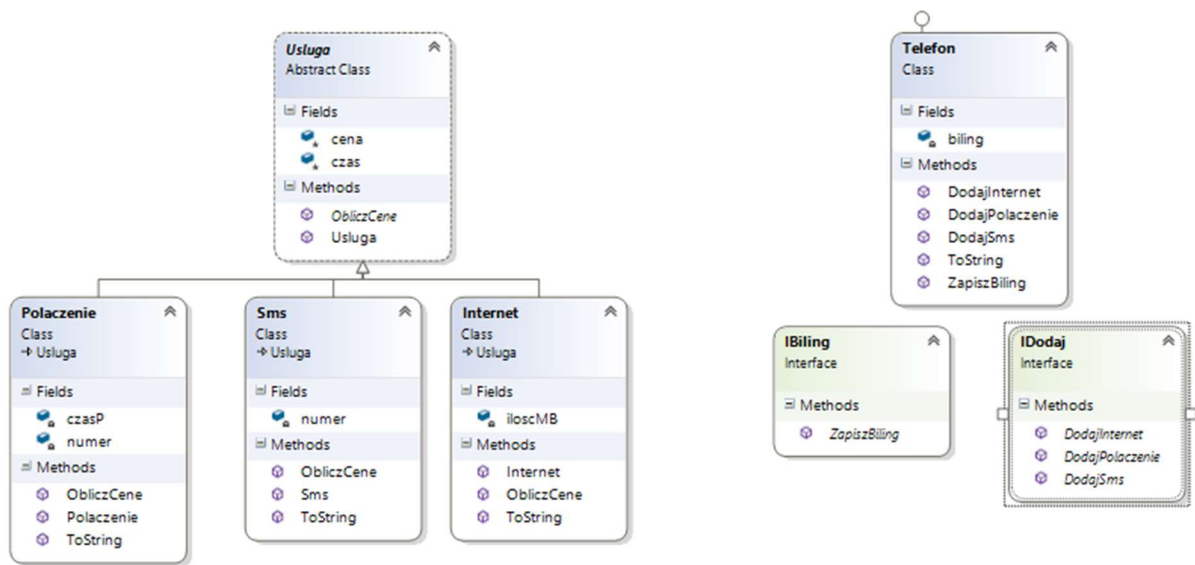 Usluga
Abstract Class
Fields
cena
czas
Methods
ObliczCene
Usluga
Telefon
Class
Fields
biling
Methods
DodajInternet
DodajPolaczenie
DodajSms
ToString
ZapiszBiling
Polaczenie
Class
Usluga
Fields
czasP
numer
Methods
ObliczCene
Polaczenie
ToString
Sms
Class
Usluga
Fields
numer
Methods
ObliczCene
Sms
ToString
Internet
Class
Usluga
Fields
iloscMB
Methods
Internet
ObliczCene
ToString
IBiling
Interface
Methods
ZapiszBiling
IDodaj
Interface
Methods
DodajInternet
DodajPolaczenie
DodajSms